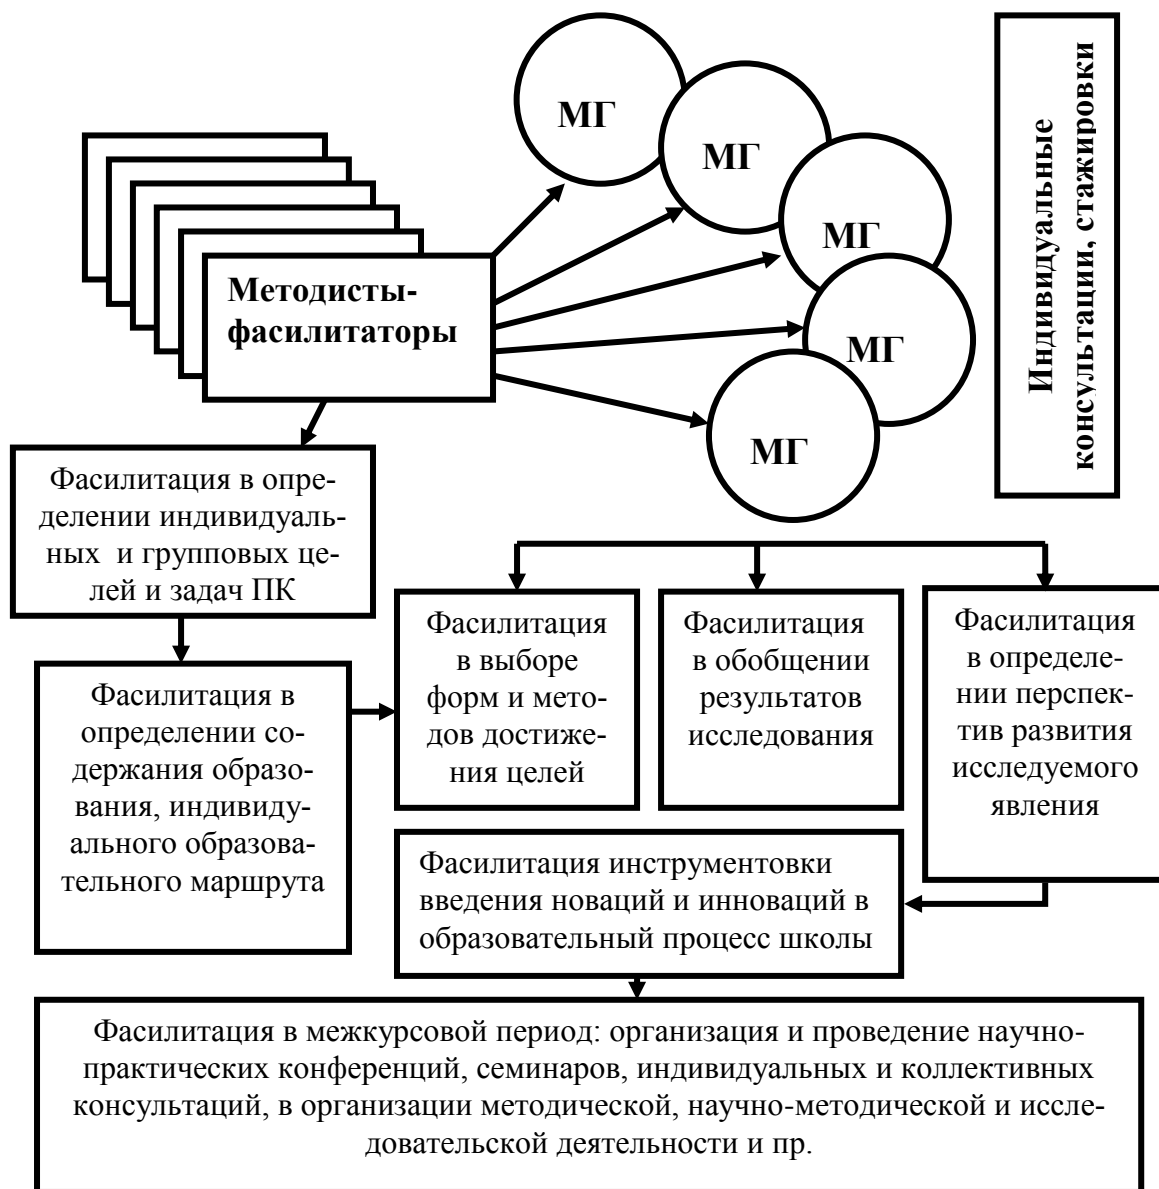 МГ
МГ
МГ
МГ
МГ
Индивидуальные
консультации, стажировки
Методисты-
фасилитаторы
Фасилитация в опре-
делении индивидуаль-
ных и групповых це-
лей и задач ПК
Фасилитация в
определении со-
держания образо-
вания, индивиду-
ального образова-
тельного маршрута
Фасилитация
в выборе
форм и мето-
дов достиже-
ния целей
Фасилитация
в обобщении
результатов
исследования
Фасилитация
в определе-
нии перспек-
тив развития
исследуемого
явления
Фасилитация инструментовки
введения новаций и инноваций в
образовательный процесс школы
Фасилитация в межкурсовой период: организация и проведение научно-
практических конференций, семинаров, индивидуальных и коллективных
консультаций, в организации методической, научно-методической и иссле-
довательской деятельности и пр.